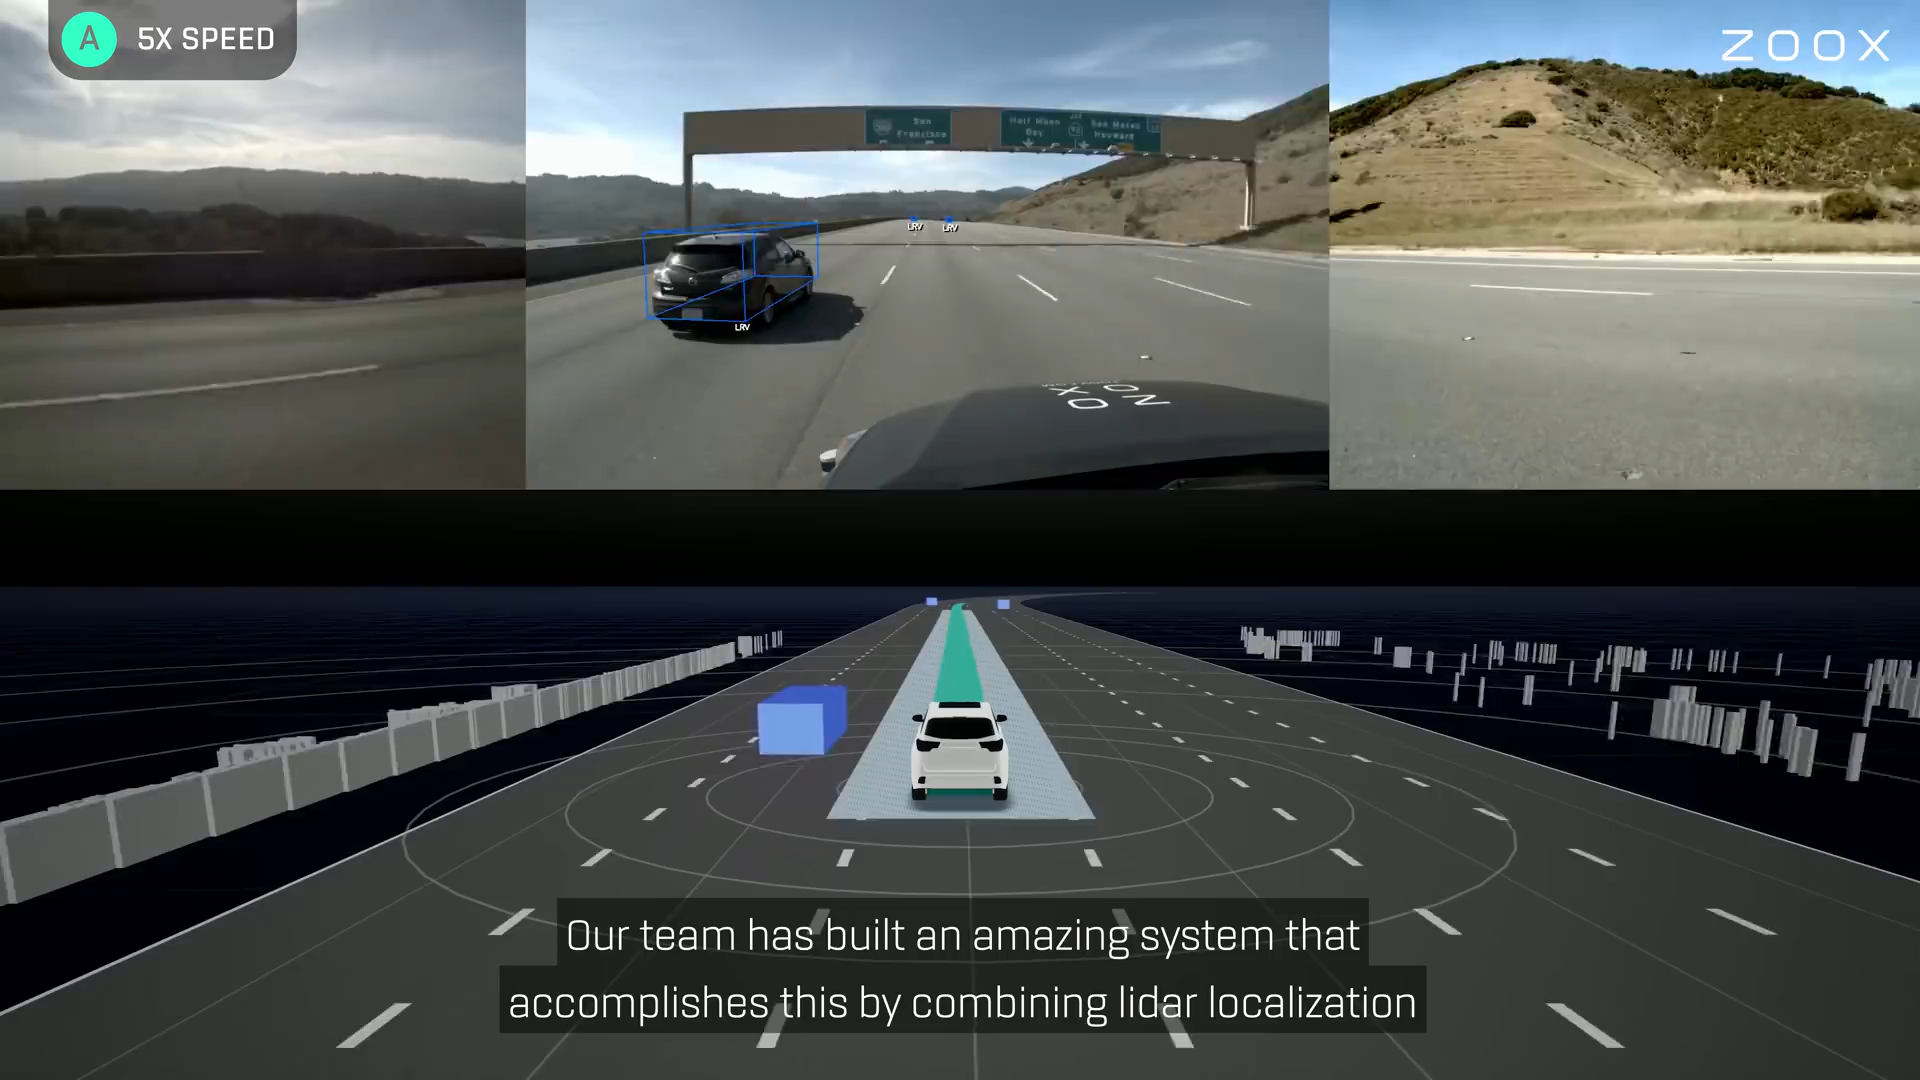 A 5X SPEED
ZOOX
San
Francisco
Half Moon
Bay
92
San Mateo
Hayward
LRV
LRV
LRV
Our team has built an amazing system that
accomplishes this by combining lidar localization